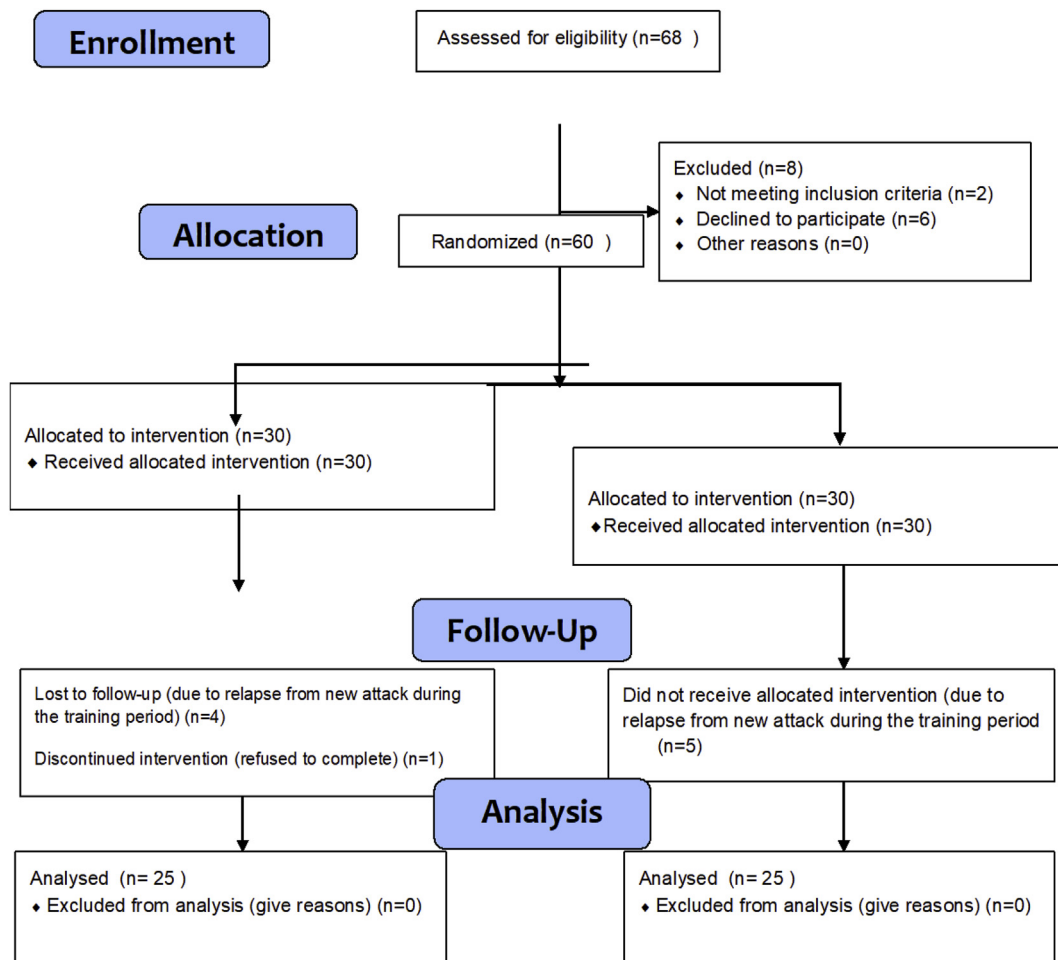 Enrollment
Assessed for eligibility (n=68 )
Excluded (n=8)
⬧ Not meeting inclusion criteria (n=2)
⬧ Declined to participate (n=6)
⬧ Other reasons (n=0)
Allocation
Randomized (n=60 )
Allocated to intervention (n=30)
⬧ Received allocated intervention (n=30)
Allocated to intervention (n=30)
⬧Received allocated intervention (n=30)
Follow-Up
Lost to follow-up (due to relapse from new attack during
the training period) (n=4)
Discontinued intervention (refused to complete) (n=1)
Did not receive allocated intervention (due to
relapse from new attack during the training period
(n=5)
Analysis
Analysed (n= 25 )
⬧ Excluded from analysis (give reasons) (n=0)
Analysed (n= 25 )
⬧ Excluded from analysis (give reasons) (n=0)